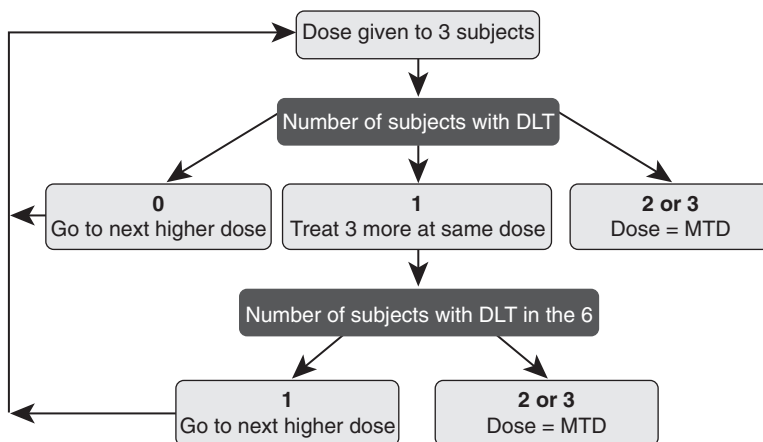 Dose given to 3 subjects
Number of subjects with DLT
0
Go to next higher dose
1
Treat 3 more at same dose
2 or 3
Dose = MTD
Number of subjects with DLT in the 6
1
Go to next higher dose
2 or 3
Dose = MTD